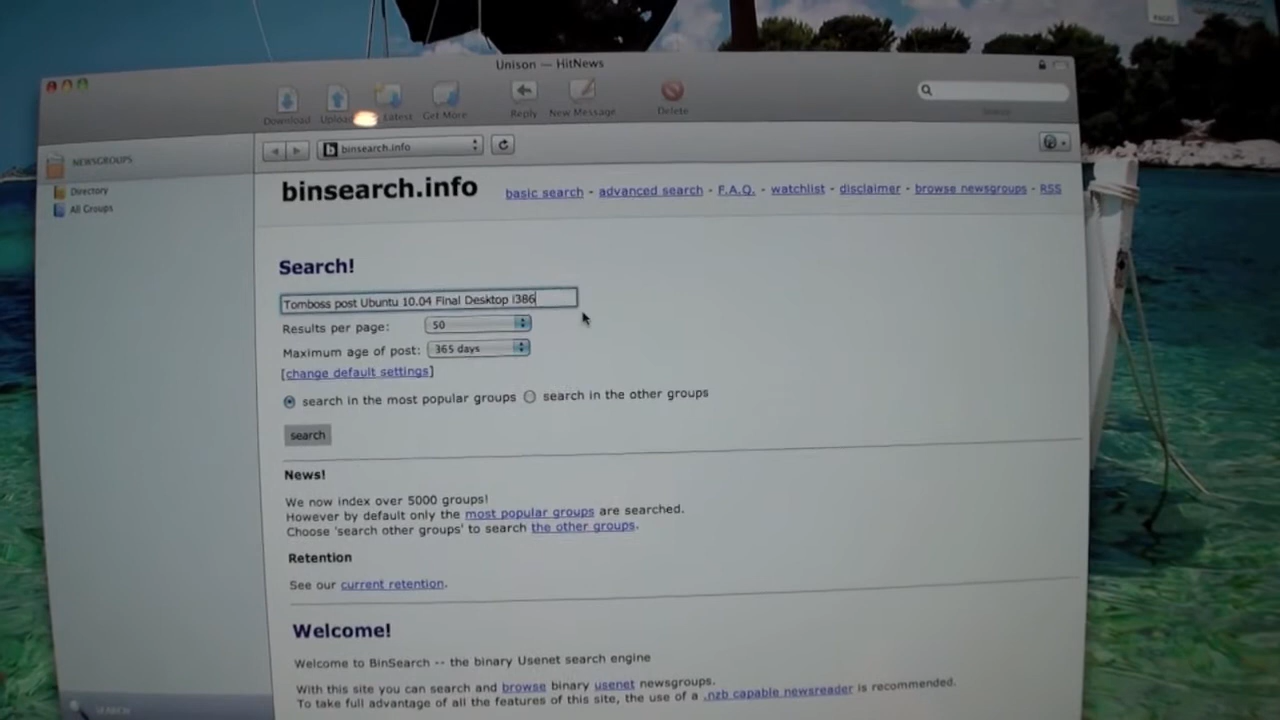 PAGES
Unison — HitNews
Download Upload Latest Get More Reply New Message Delete
Search
NEWSGROUPS
Directory
All Groups
binsearch.info
binsearch.info
basic search - advanced search - F.A.Q. - watchlist - disclaimer - browse newsgroups - RSS
Search!
Tomboss post Ubuntu 10.04 Final Desktop i386
Results per page: 50
Maximum age of post: 365 days
[change default settings]
search in the most popular groups search in the other groups
search
News!
We now index over 5000 groups!
However by default only the most popular groups are searched.
Choose 'search other groups' to search the other groups.
Retention
See our current retention.
Welcome!
Welcome to BinSearch -- the binary Usenet search engine
With this site you can search and browse binary usenet newsgroups.
To take full advantage of all the features of this site, the use of a .nzb capable newsreader is recommended.
SEARCH